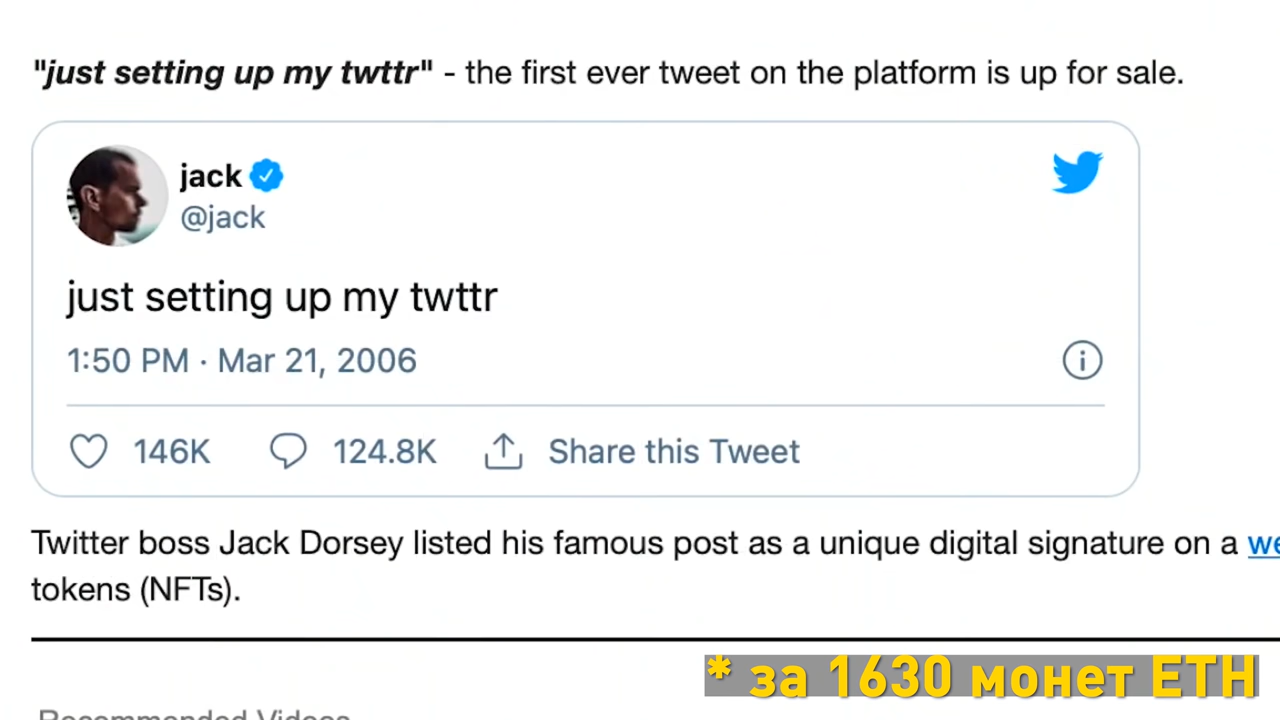 "just setting up my twttr" - the first ever tweet on the platform is up for sale.
jack
@jack
just setting up my twttr
1:50 PM · Mar 21, 2006
146K 124.8K Share this Tweet
Twitter boss Jack Dorsey listed his famous post as a unique digital signature on a
tokens (NFTs).
* за 1630 монет ETH
Recommended Videos